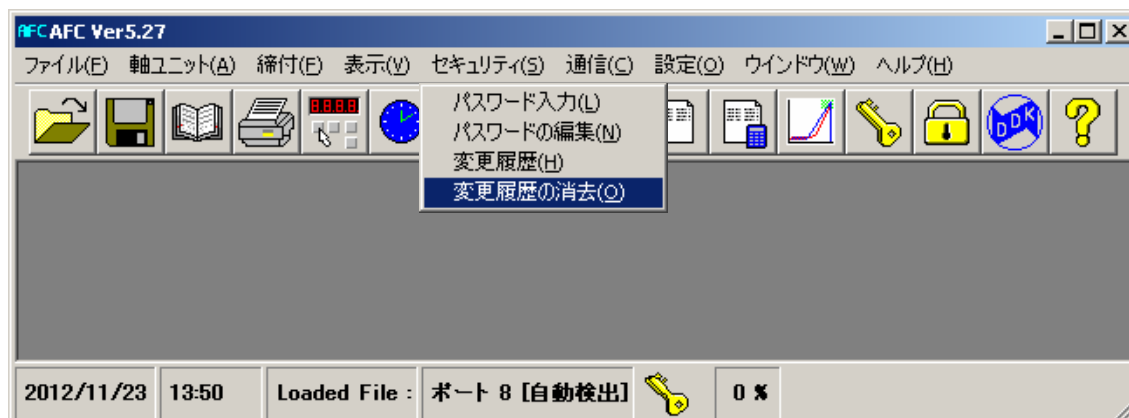 AFC AFC Ver5.27
ファイル(F) 軸ユニット(A) 締付(F) 表示(V) セキュリティ(S) 通信(C) 設定(O) ウインドウ(W) ヘルプ(H)
パスワード入力(L)
パスワードの編集(N)
変更履歴(H)
変更履歴の消去(O)
8888
DDK
2012/11/23 13:50 Loaded File : ポート 8 [自動検出] 0 %